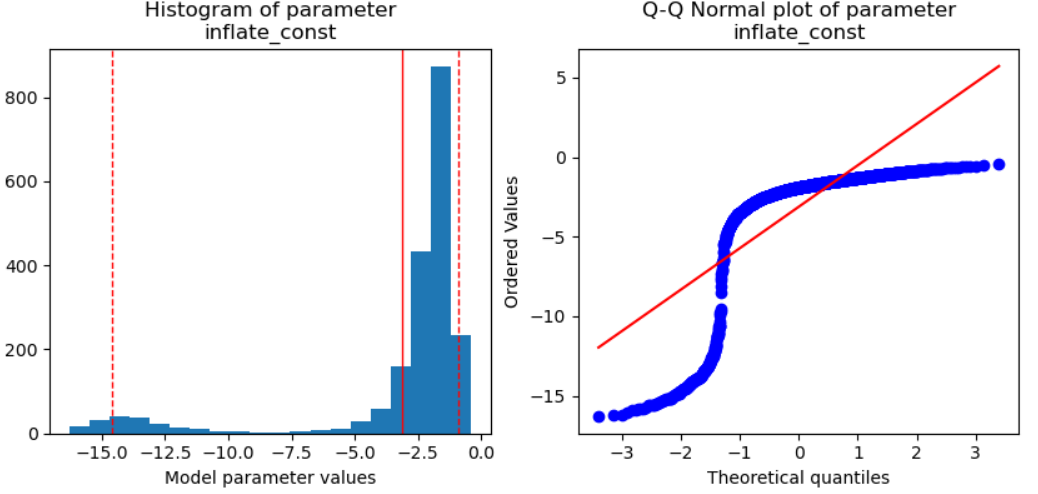 Histogram of parameter
inflate_const
800
600
400
200
0
−15.0 −12.5 −10.0 −7.5 −5.0 −2.5 0.0
Model parameter values
Q-Q Normal plot of parameter
inflate_const
Ordered Values
5
0
−5
−10
−15
−3 −2 −1 0 1 2 3
Theoretical quantiles